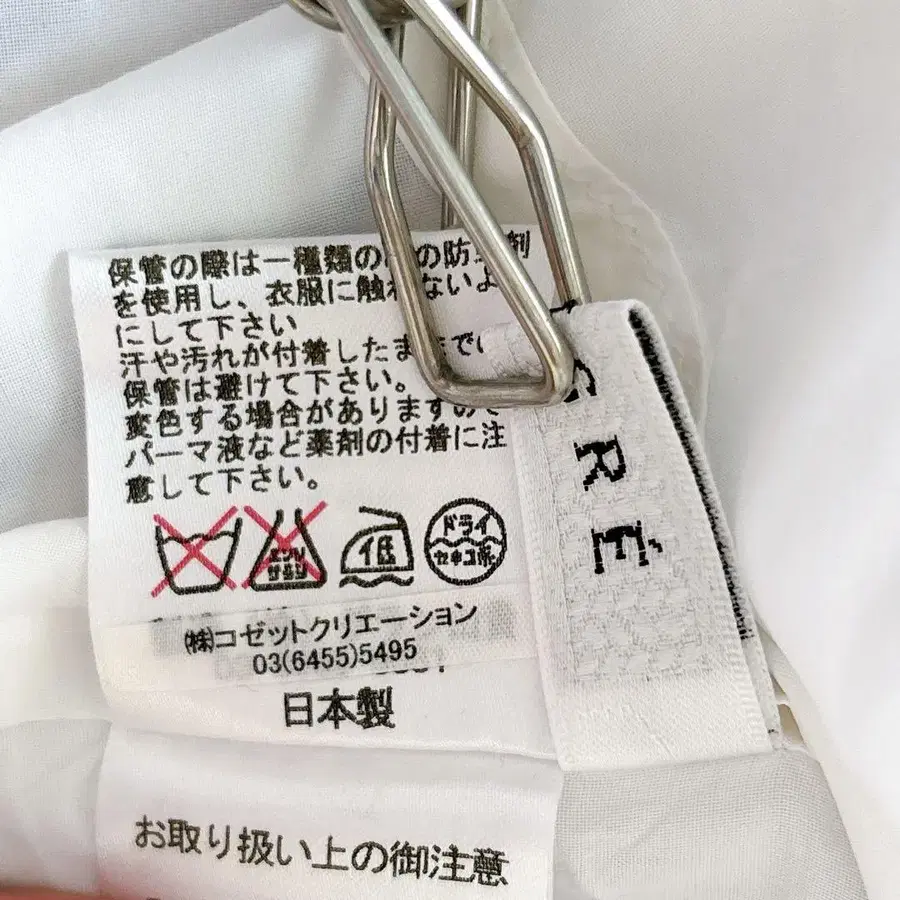 保管の際は一種類の の防 剤
を使用し、衣服に触れないよ
にして下さい
汗や汚れが付着したままで
保管は避けて下さい。
変色する場合がありますので
パーマ液など薬剤の付着に注
意して下さい。
エンソ
サラシ
低
ドライ
セキユ系
㈱コゼットクリエーション
03(6455)5495
日本製
お取り扱い上の御注意
GRE